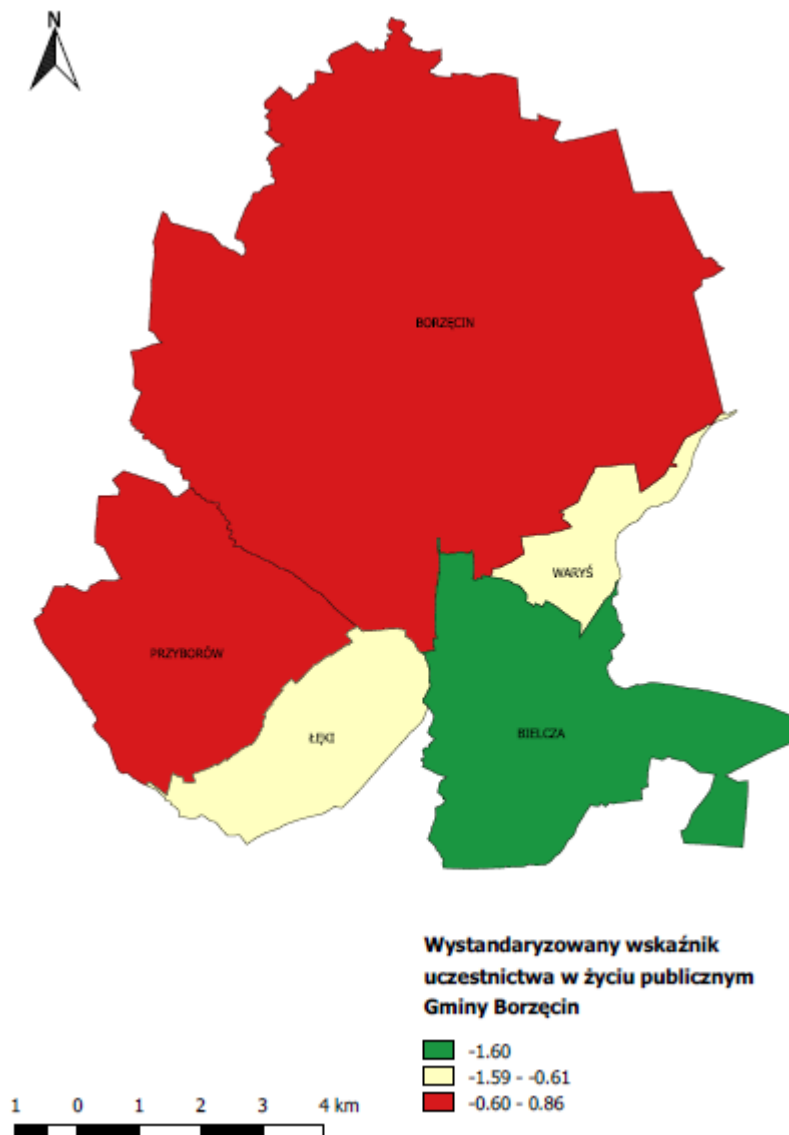 N
BORZĘCIN
WARYŚ
PRZYBORÓW
ŁĘKI
BIELCZA
Wystandaryzowany wskaźnik
uczestnictwa w życiu publicznym
Gminy Borzęcin
-1.60
-1.59 - -0.61
-0.60 - 0.86
1 0 1 2 3 4 km